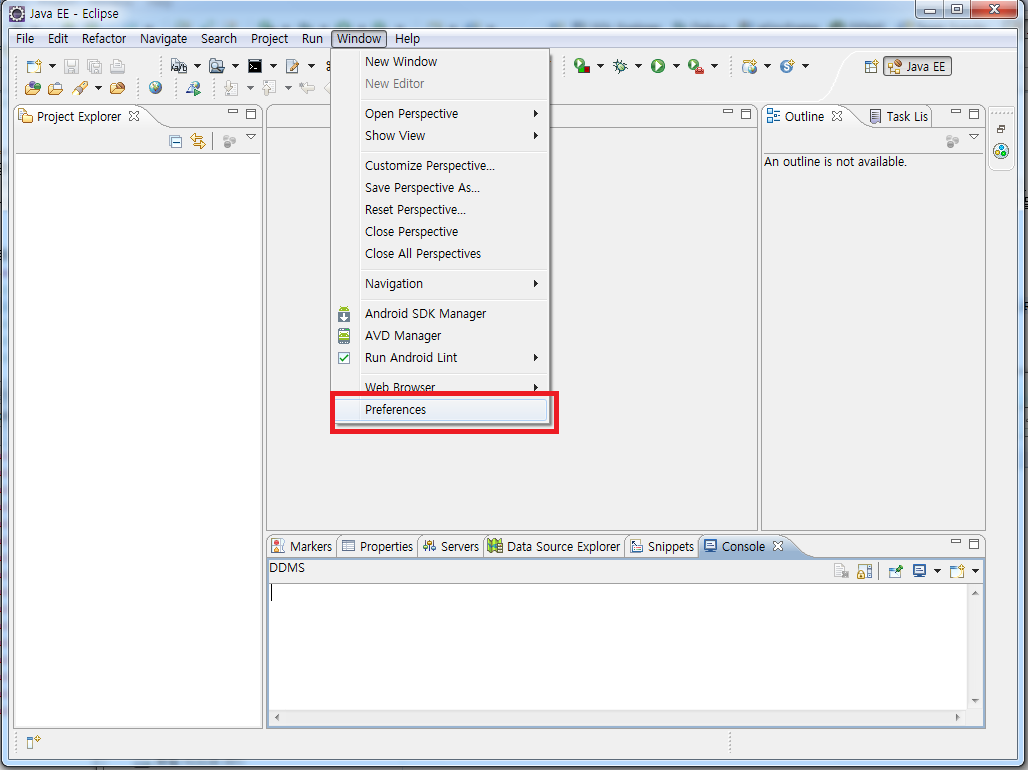 Java EE - Eclipse
File Edit Refactor Navigate Search Project Run Window Help
Java EE
Project Explorer
New Window
New Editor
Open Perspective
Show View
Customize Perspective...
Save Perspective As...
Reset Perspective...
Close Perspective
Close All Perspectives
Navigation
Android SDK Manager
AVD Manager
Run Android Lint
Web Browser
Preferences
Outline Task Lis
An outline is not available.
Markers Properties Servers Data Source Explorer Snippets Console
DDMS